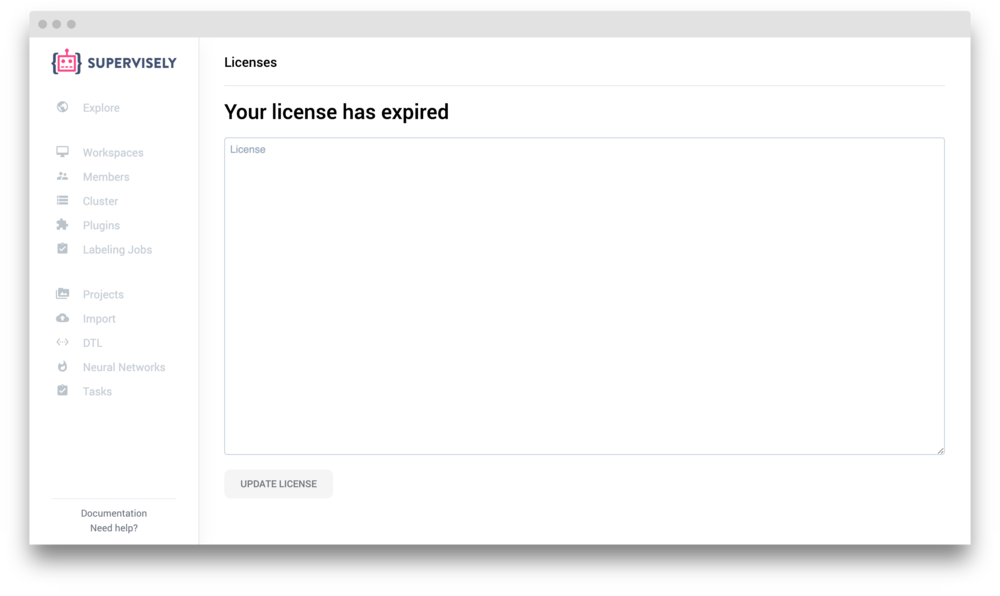 SUPERVISELY
Explore
Workspaces
Members
Cluster
Plugins
Labeling Jobs
Projects
Import
DTL
Neural Networks
Tasks
Documentation
Need help?
Licenses
Your license has expired
License
UPDATE LICENSE